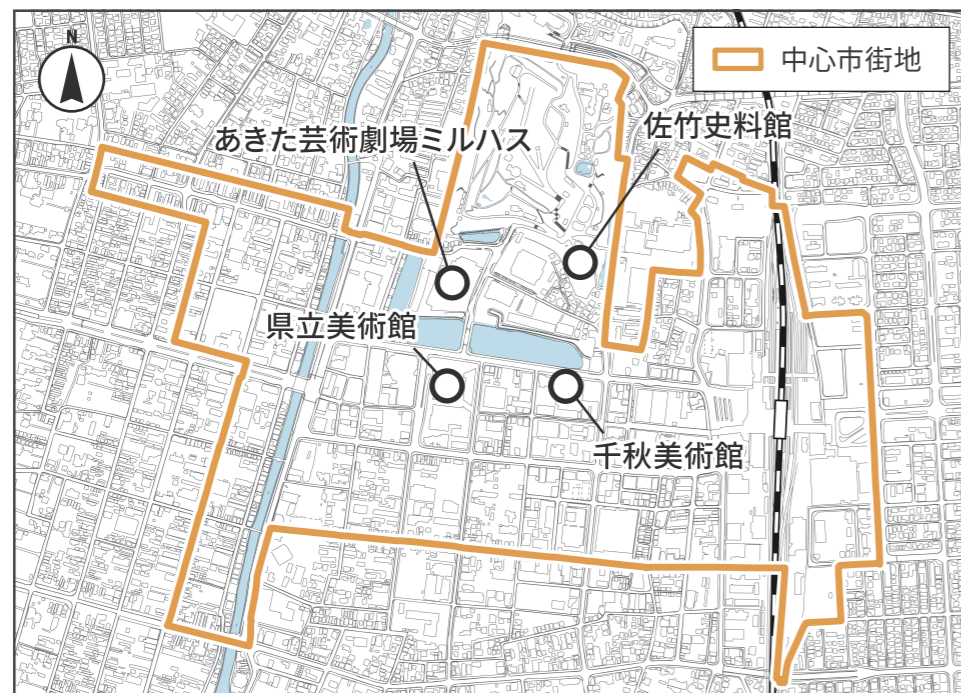 N
中心市街地
佐竹史料館
あきた芸術劇場ミルハス
県立美術館
千秋美術館